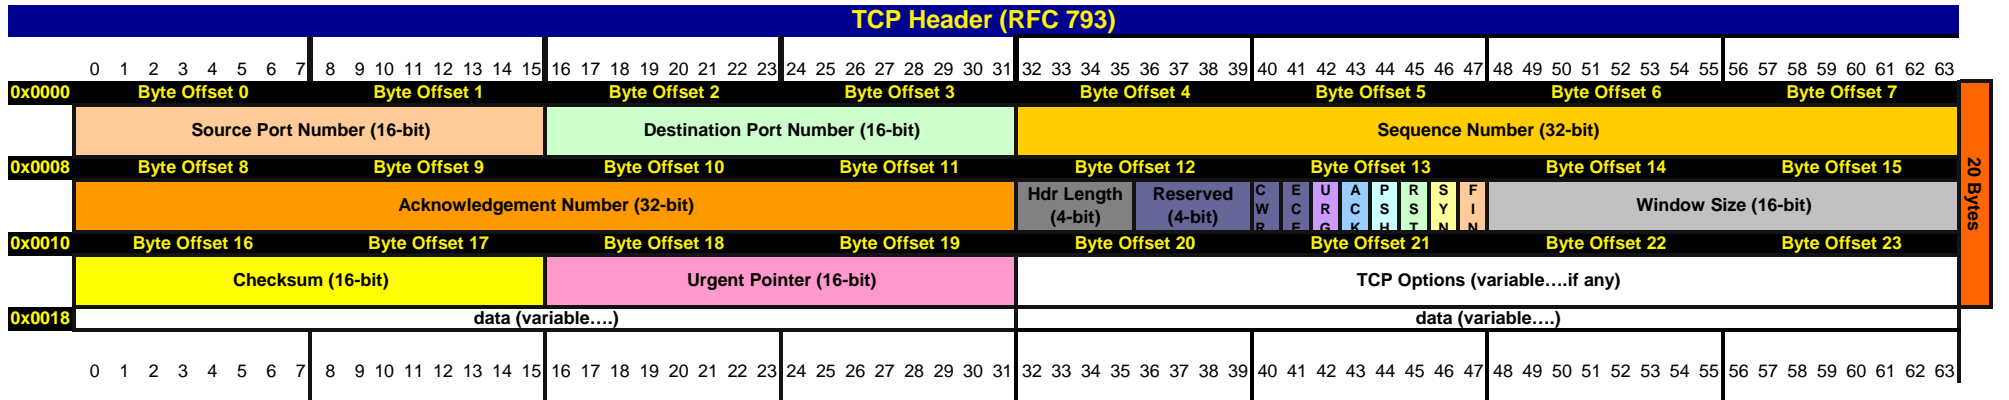 TCP Header (RFC 793)
0 1 2 3 4 5 6 7 8 9 10 11 12 13 14 15 16 17 18 19 20 21 22 23 24 25 26 27 28 29 30 31 32 33 34 35 36 37 38 39 40 41 42 43 44 45 46 47 48 49 50 51 52 53 54 55 56 57 58 59 60 61 62 63
0x0000 Byte Offset 0 Byte Offset 1 Byte Offset 2 Byte Offset 3 Byte Offset 4 Byte Offset 5 Byte Offset 6 Byte Offset 7
Source Port Number (16-bit) Destination Port Number (16-bit) Sequence Number (32-bit)
0x0008 Byte Offset 8 Byte Offset 9 Byte Offset 10 Byte Offset 11 Byte Offset 12 Byte Offset 13 Byte Offset 14 Byte Offset 15
Acknowledgement Number (32-bit) Hdr Length (4-bit) Reserved (4-bit) CWR ECE URG ACK PSH RST SYN FIN Window Size (16-bit)
0x0010 Byte Offset 16 Byte Offset 17 Byte Offset 18 Byte Offset 19 Byte Offset 20 Byte Offset 21 Byte Offset 22 Byte Offset 23
Checksum (16-bit) Urgent Pointer (16-bit) TCP Options (variable....if any)
0x0018 data (variable....) data (variable....)
20 Bytes
0 1 2 3 4 5 6 7 8 9 10 11 12 13 14 15 16 17 18 19 20 21 22 23 24 25 26 27 28 29 30 31 32 33 34 35 36 37 38 39 40 41 42 43 44 45 46 47 48 49 50 51 52 53 54 55 56 57 58 59 60 61 62 63